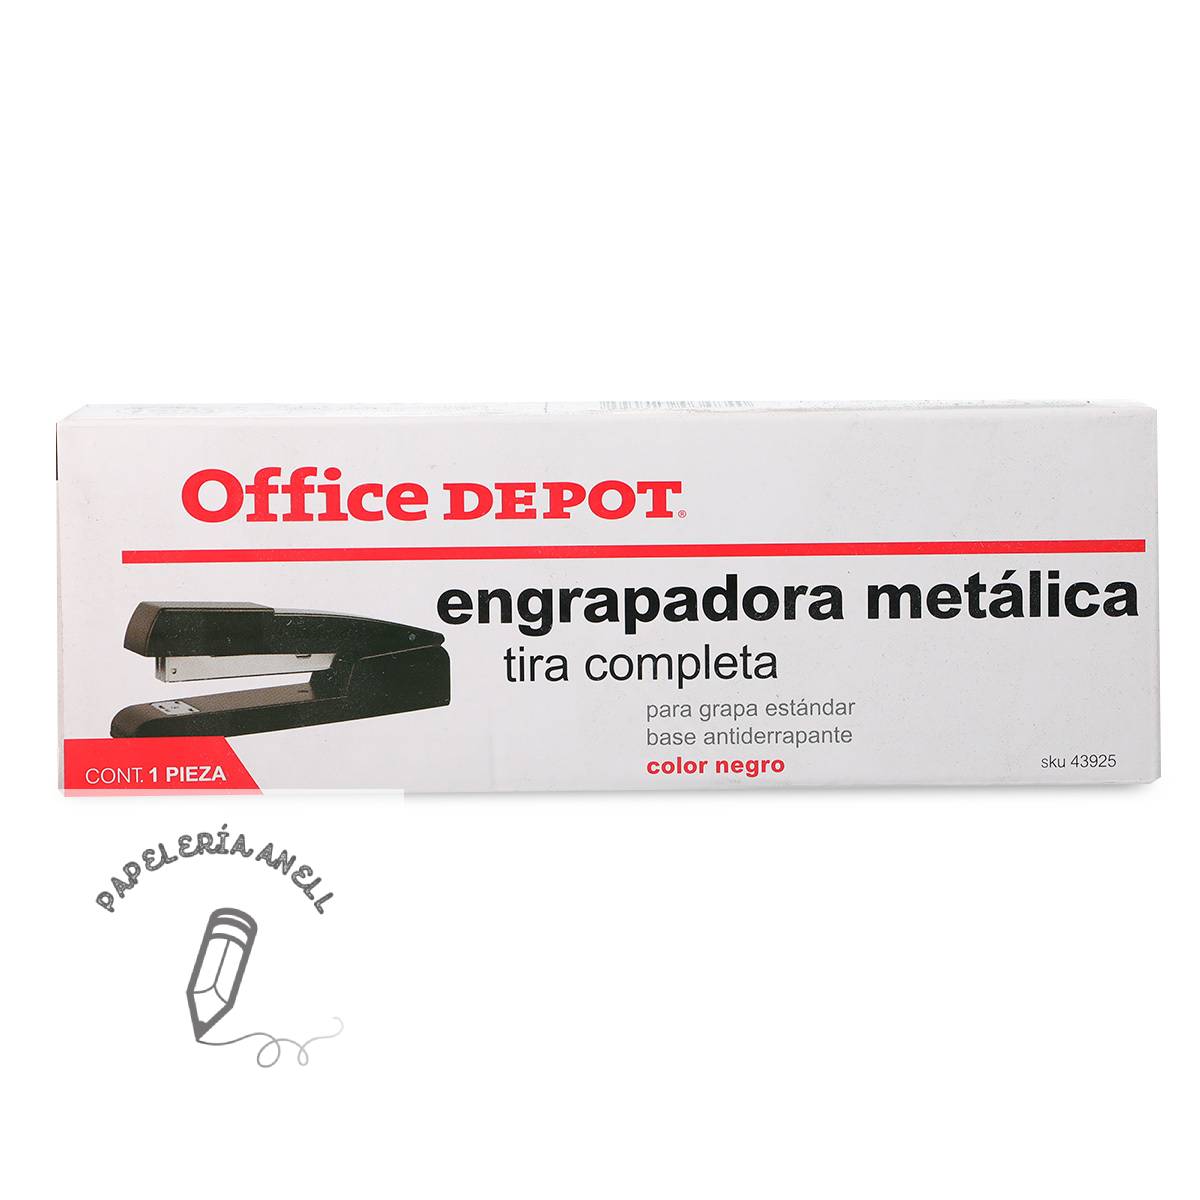 Office DEPOT®
engrapadora metálica
tira completa
para grapa estándar
base antiderrapante
color negro
sku 43925
CONT. 1 PIEZA
PAPELERÍA ANELL